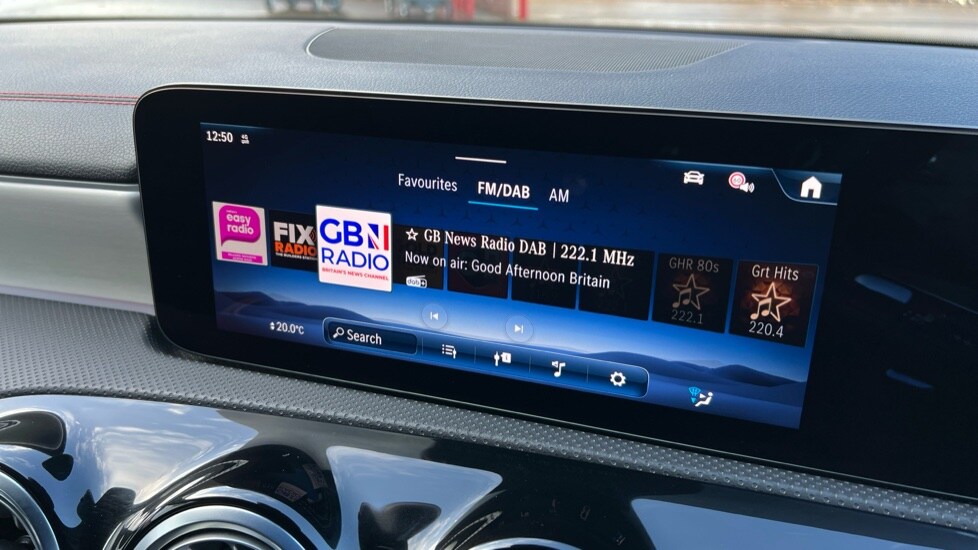 12:50
Favourites FM/DAB AM
easy
radio
FIX
RADIO
GBN
RADIO
BRITAIN'S NEWS CHANNEL
☆ GB News Radio DAB | 222.1 MHz
Now on air: Good Afternoon Britain
dab
GHR 80s
222.1
Grt Hits
220.4
20.0°C
Search